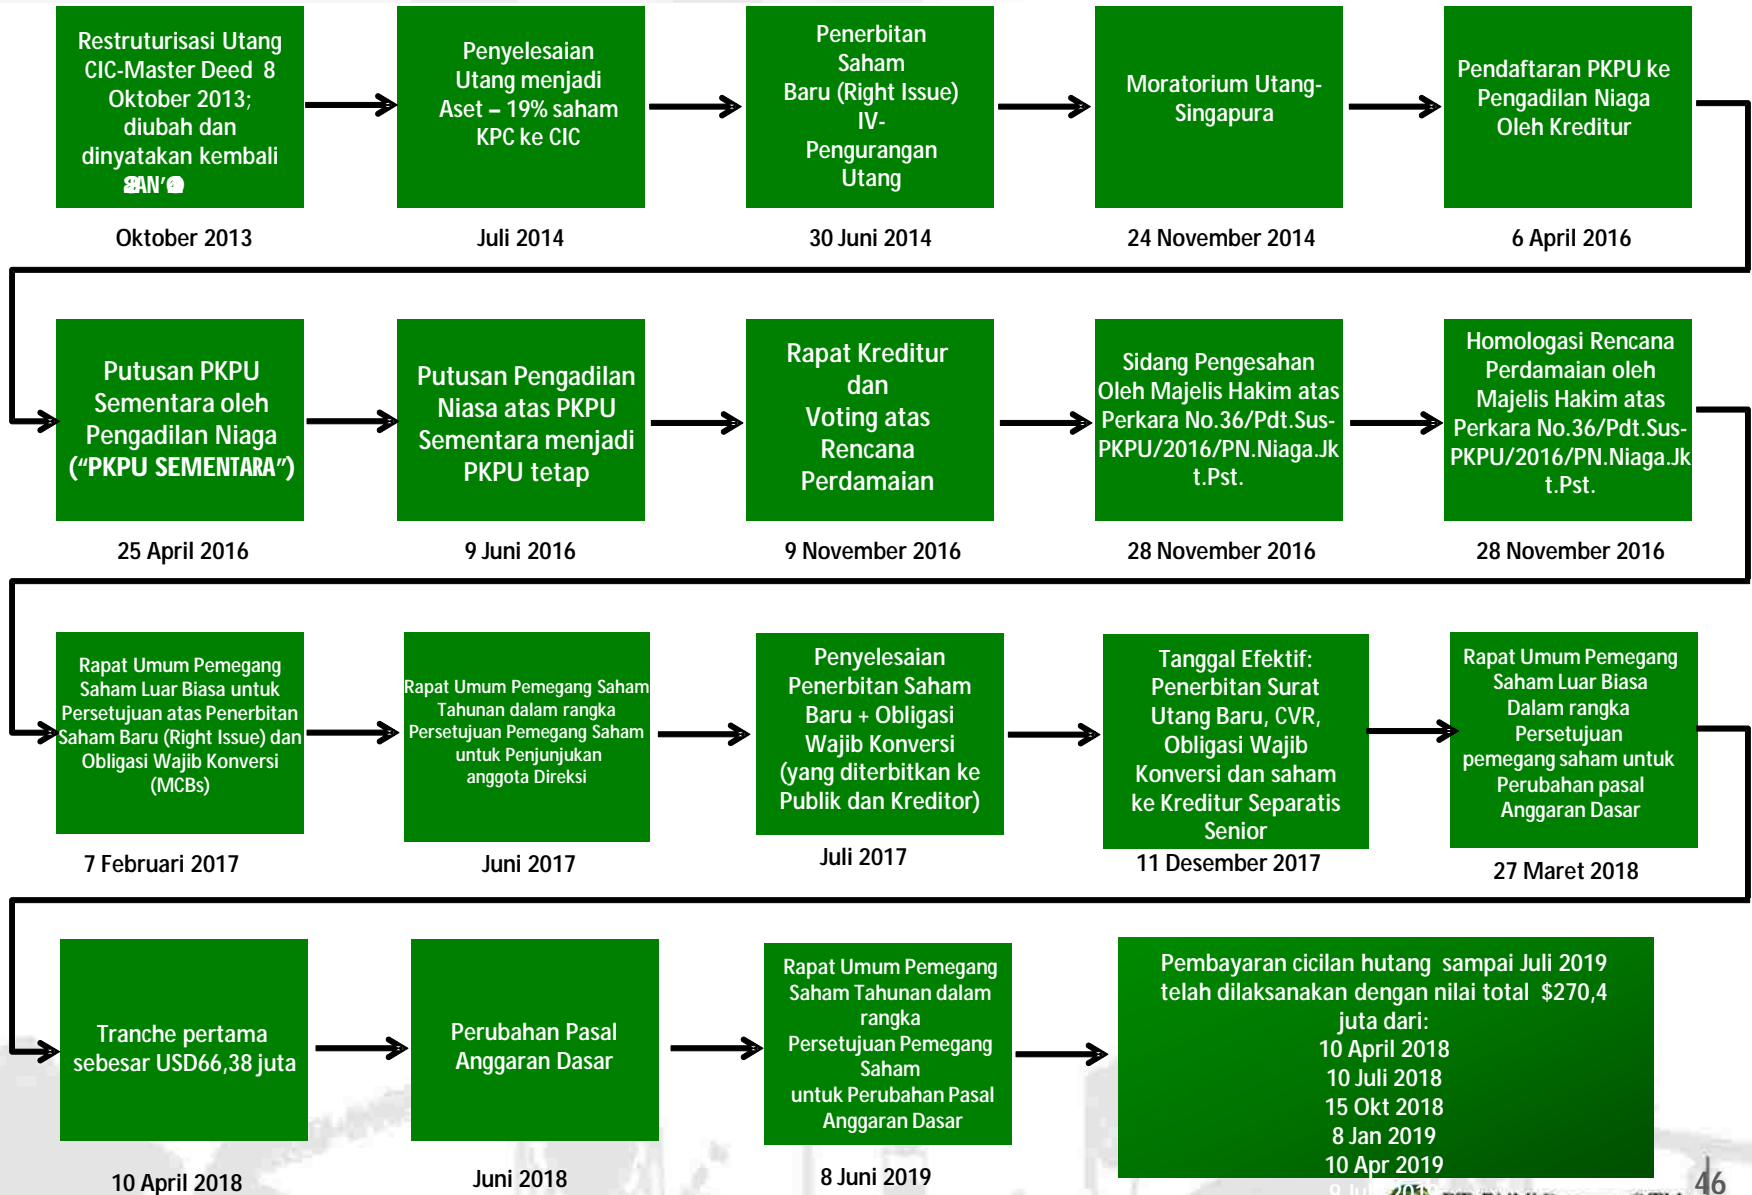 Restruturisasi Utang
CIC-Master Deed 8
Oktober 2013;
diubah dan
dinyatakan kembali
Oktober 2013
Penyelesaian
Utang menjadi
Aset – 19% saham
KPC ke CIC
Juli 2014
Penerbitan
Saham
Baru (Right Issue)
IV-
Pengurangan
Utang
30 Juni 2014
Moratorium Utang-
Singapura
24 November 2014
Pendaftaran PKPU ke
Pengadilan Niaga
Oleh Kreditur
6 April 2016
Putusan PKPU
Sementara oleh
Pengadilan Niaga
(“PKPU SEMENTARA”)
25 April 2016
Putusan Pengadilan
Niasa atas PKPU
Sementara menjadi
PKPU tetap
9 Juni 2016
Rapat Kreditur
dan
Voting atas
Rencana
Perdamaian
9 November 2016
Sidang Pengesahan
Oleh Majelis Hakim atas
Perkara No.36/Pdt.Sus-
PKPU/2016/PN.Niaga.Jk
t.Pst.
28 November 2016
Homologasi Rencana
Perdamaian oleh
Majelis Hakim atas
Perkara No.36/Pdt.Sus-
PKPU/2016/PN.Niaga.Jk
t.Pst.
28 November 2016
Rapat Umum Pemegang
Saham Luar Biasa untuk
Persetujuan atas Penerbitan
Saham Baru (Right Issue) dan
Obligasi Wajib Konversi
(MCBs)
7 Februari 2017
Rapat Umum Pemegang Saham
Tahunan dalam rangka
Persetujuan Pemegang Saham
untuk Penjunjukan
anggota Direksi
Juni 2017
Penyelesaian
Penerbitan Saham
Baru + Obligasi
Wajib Konversi
(yang diterbitkan ke
Publik dan Kreditor)
Juli 2017
Tanggal Efektif:
Penerbitan Surat
Utang Baru, CVR,
Obligasi Wajib
Konversi dan saham
ke Kreditur Separatis
Senior
11 Desember 2017
Rapat Umum Pemegang
Saham Luar Biasa
Dalam rangka
Persetujuan
pemegang saham untuk
Perubahan pasal
Anggaran Dasar
27 Maret 2018
Tranche pertama
sebesar USD66,38 juta
10 April 2018
Perubahan Pasal
Anggaran Dasar
Juni 2018
Rapat Umum Pemegang
Saham Tahunan dalam
rangka
Persetujuan Pemegang
Saham
untuk Perubahan Pasal
Anggaran Dasar
8 Juni 2019
Pembayaran cicilan hutang sampai Juli 2019
telah dilaksanakan dengan nilai total $270,4
juta dari:
10 April 2018
10 Juli 2018
15 Okt 2018
8 Jan 2019
10 Apr 2019
46